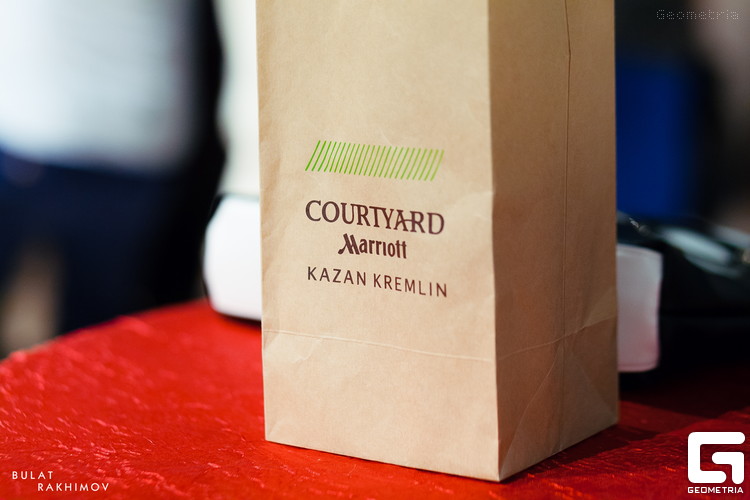 Geometria
COURTYARD
Marriott
KAZAN KREMLIN
BULAT
RAKHIMOV
GEOMETRIA